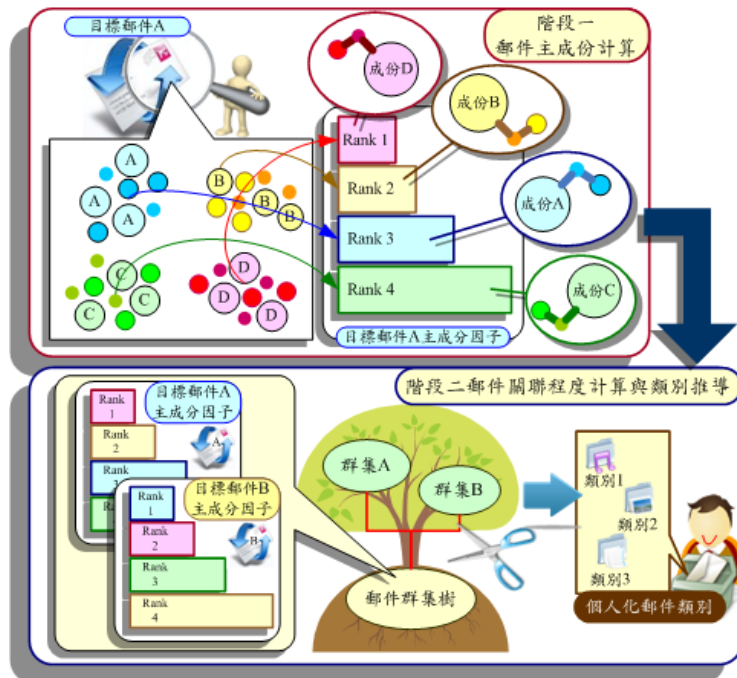 目標郵件A
階段一
郵件主成份計算
成份D
成份B
成份A
成份C
A
A
A
B
B
B
C
C
C
D
D
D
Rank 1
Rank 2
Rank 3
Rank 4
目標郵件A主成分因子
階段二郵件關聯程度計算與類別推導
目標郵件A
主成分因子
Rank
1
Rank
2
Rank
A
目標郵件B
主成分因子
Rank
1
Rank
2
Rank
3
Rank
4
B
群集A
群集B
郵件群集樹
類別1
類別2
類別3
個人化郵件類別